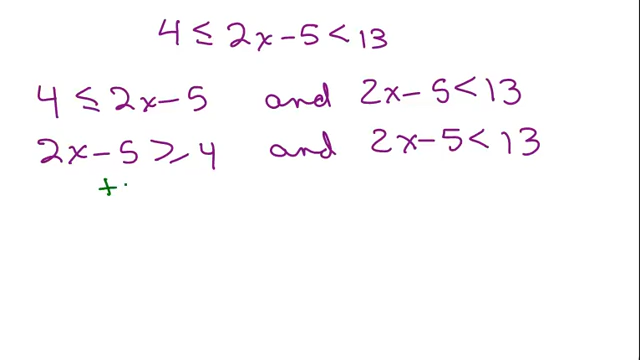 4 ≤ 2x - 5 < 13
4 ≤ 2x - 5 and 2x - 5 < 13
2x - 5 ≥ 4 and 2x - 5 < 13
+